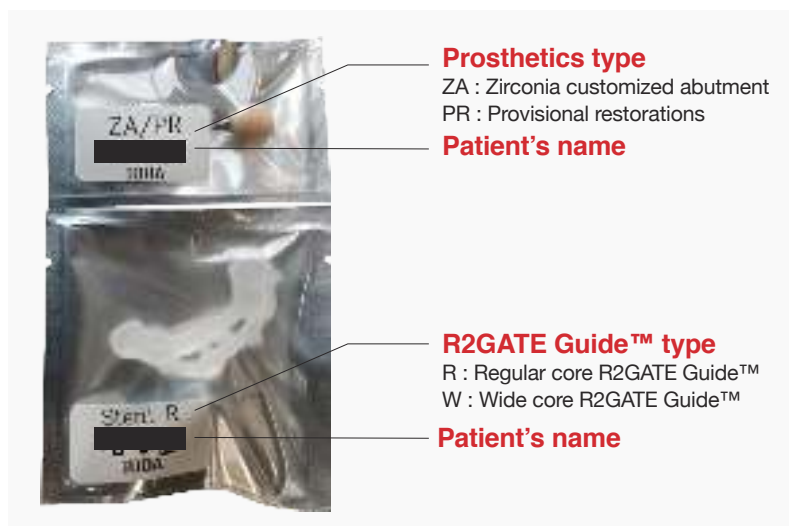 Prosthetics type
ZA : Zirconia customized abutment
PR : Provisional restorations
ZA/PR
Patient's name
R2GATE Guide™ type
R : Regular core R2GATE Guide™
W : Wide core R2GATE Guide™
Stent R
Patient's name